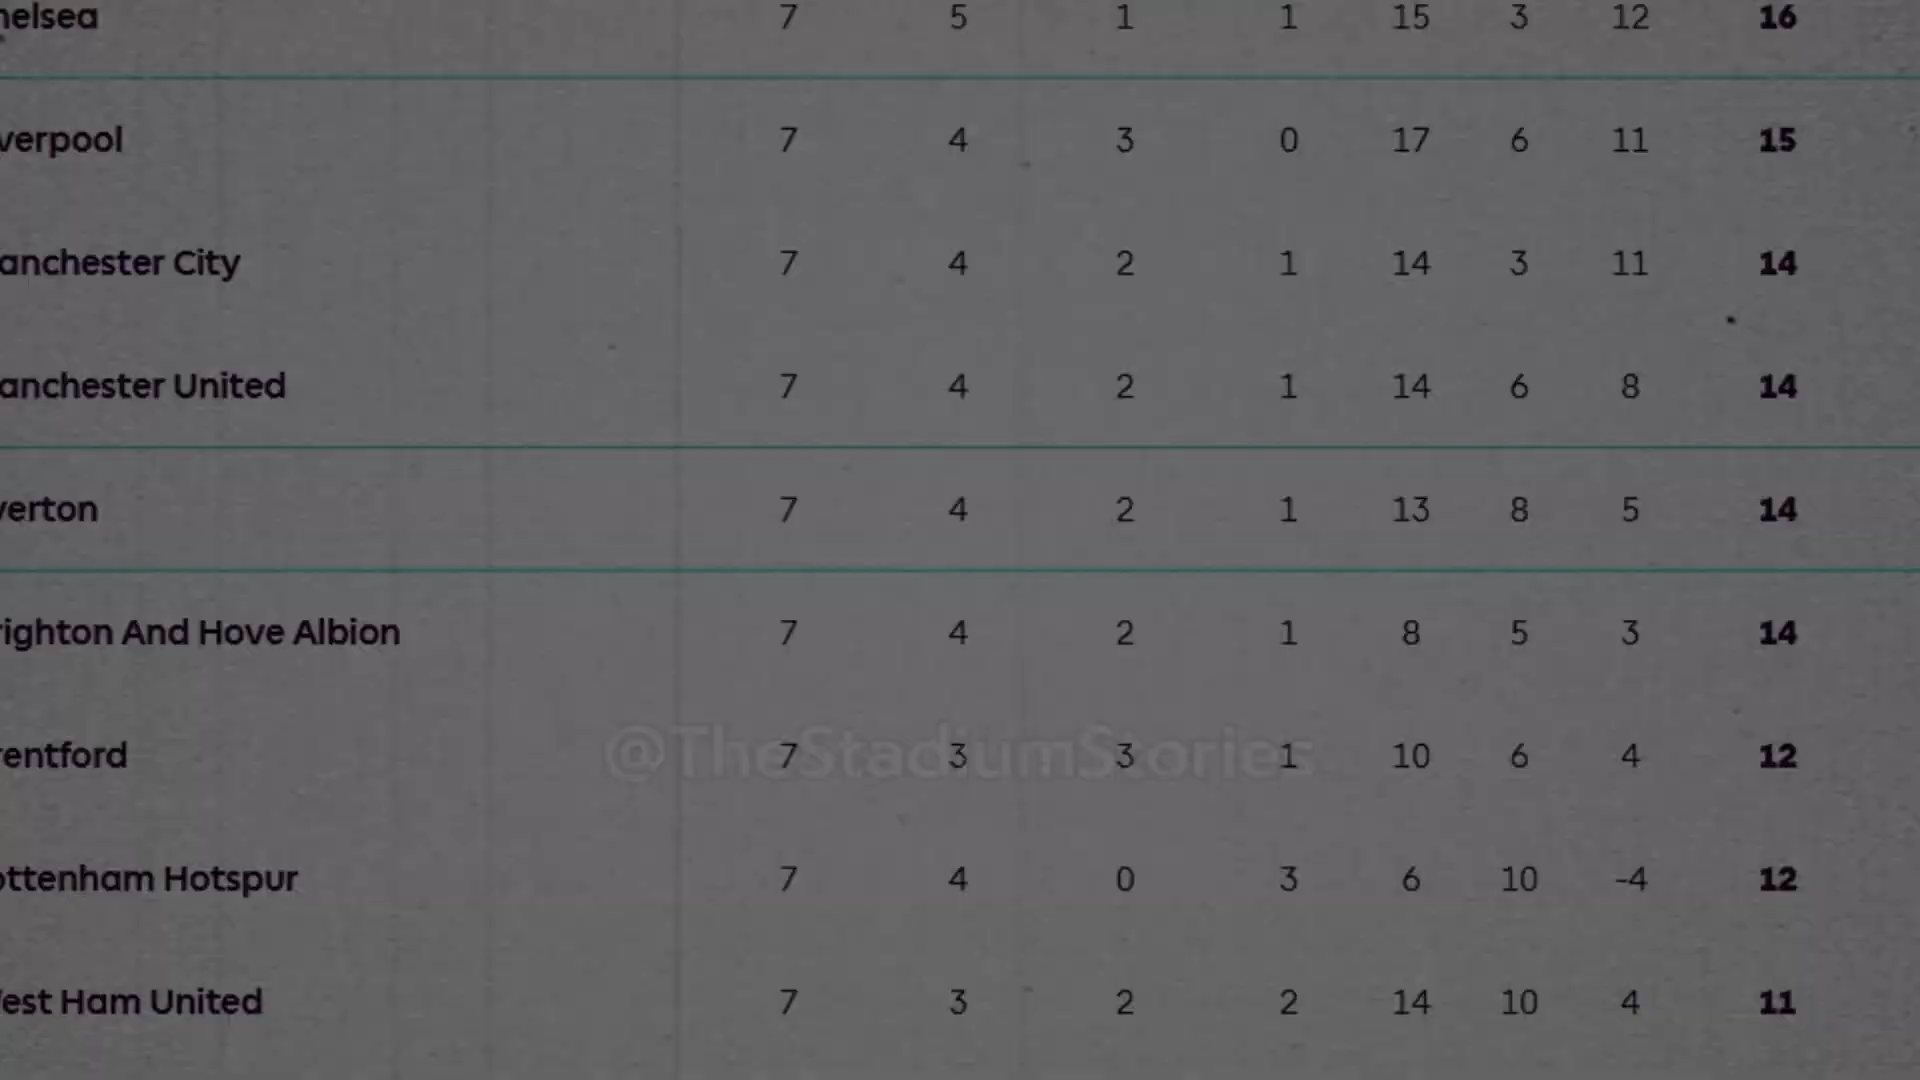 helsea 7 5 1 1 15 3 12 16
verpool 7 4 3 0 17 6 11 15
anchester City 7 4 2 1 14 3 11 14
anchester United 7 4 2 1 14 6 8 14
verton 7 4 2 1 13 8 5 14
righton And Hove Albion 7 4 2 1 8 5 3 14
rentford 7 3 3 1 10 6 4 12
@TheStadiumStories
ottenham Hotspur 7 4 0 3 6 10 -4 12
est Ham United 7 3 2 2 14 10 4 11